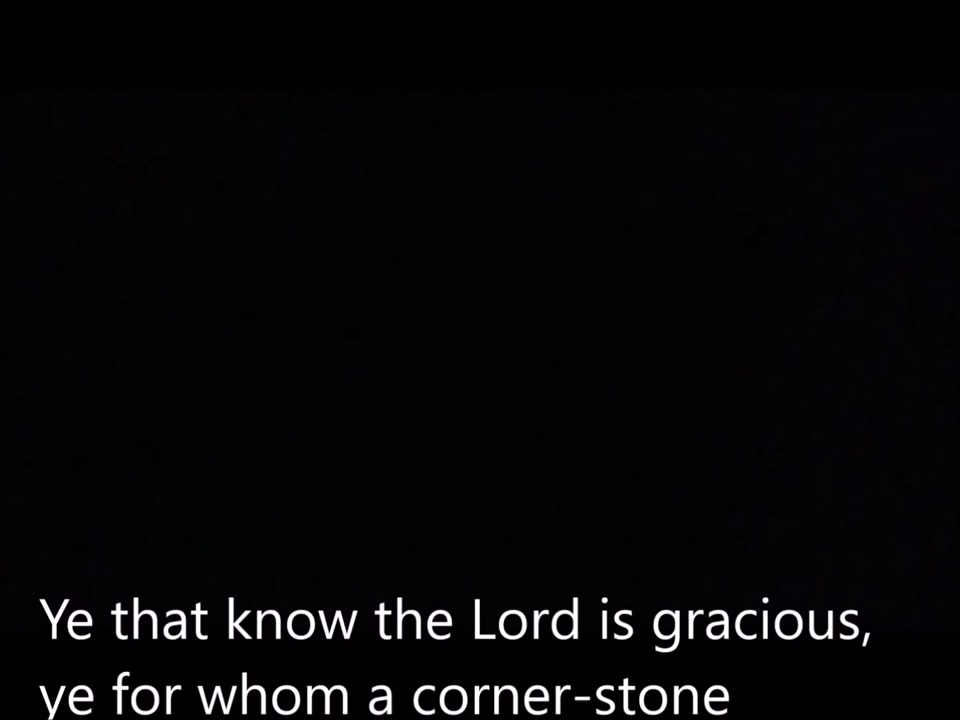 Ye that know the Lord is gracious,
ye for whom a corner-stone